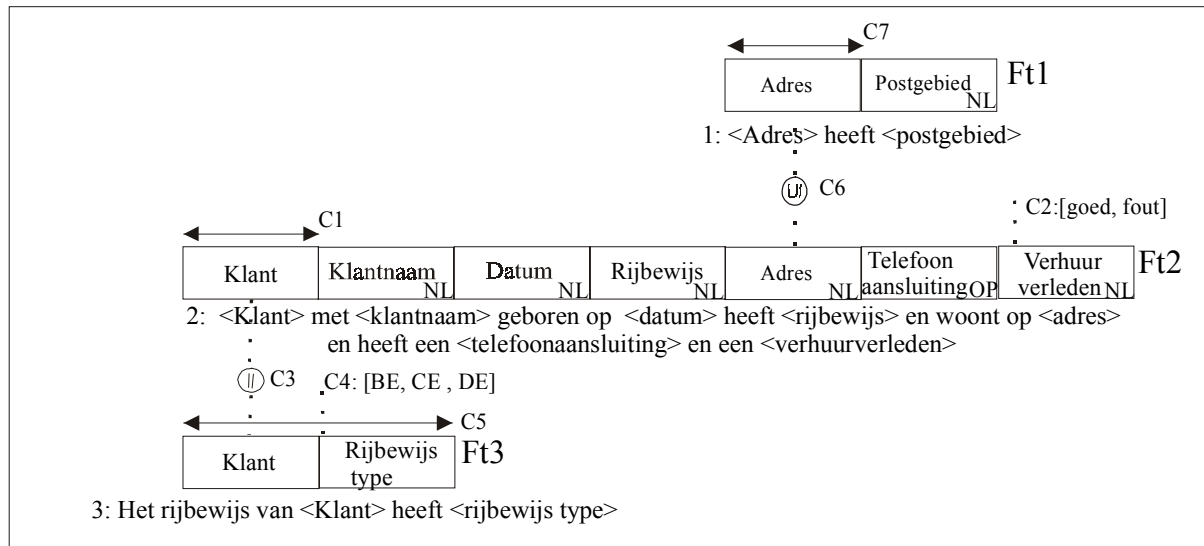 C7
Adres Postgebied NL Ft1
1: <Adres> heeft <postgebied>
C6
C1 C2:[goed, fout]
Klant Klantnaam NL Datum NL Rijbewijs NL Adres NL Telefoon aansluiting OP Verhuur verleden NL Ft2
2: <Klant> met <klantnaam> geboren op <datum> heeft <rijbewijs> en woont op <adres>
en heeft een <telefoonaansluiting> en een <verhuurverleden>
C3 C4: [BE, CE , DE]
C5
Klant Rijbewijs type Ft3
3: Het rijbewijs van <Klant> heeft <rijbewijs type>